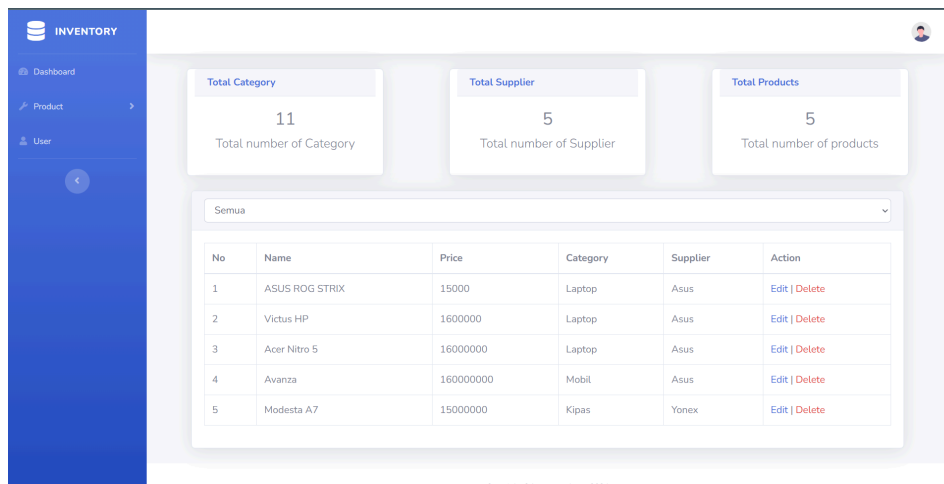 INVENTORY
Dashboard
Product
User
Total Category
11
Total number of Category
Total Supplier
5
Total number of Supplier
Total Products
5
Total number of products
Semua
No Name Price Category Supplier Action
1 ASUS ROG STRIX 15000 Laptop Asus Edit | Delete
2 Victus HP 1600000 Laptop Asus Edit | Delete
3 Acer Nitro 5 16000000 Laptop Asus Edit | Delete
4 Avanza 160000000 Mobil Asus Edit | Delete
5 Modesta A7 15000000 Kipas Yonex Edit | Delete